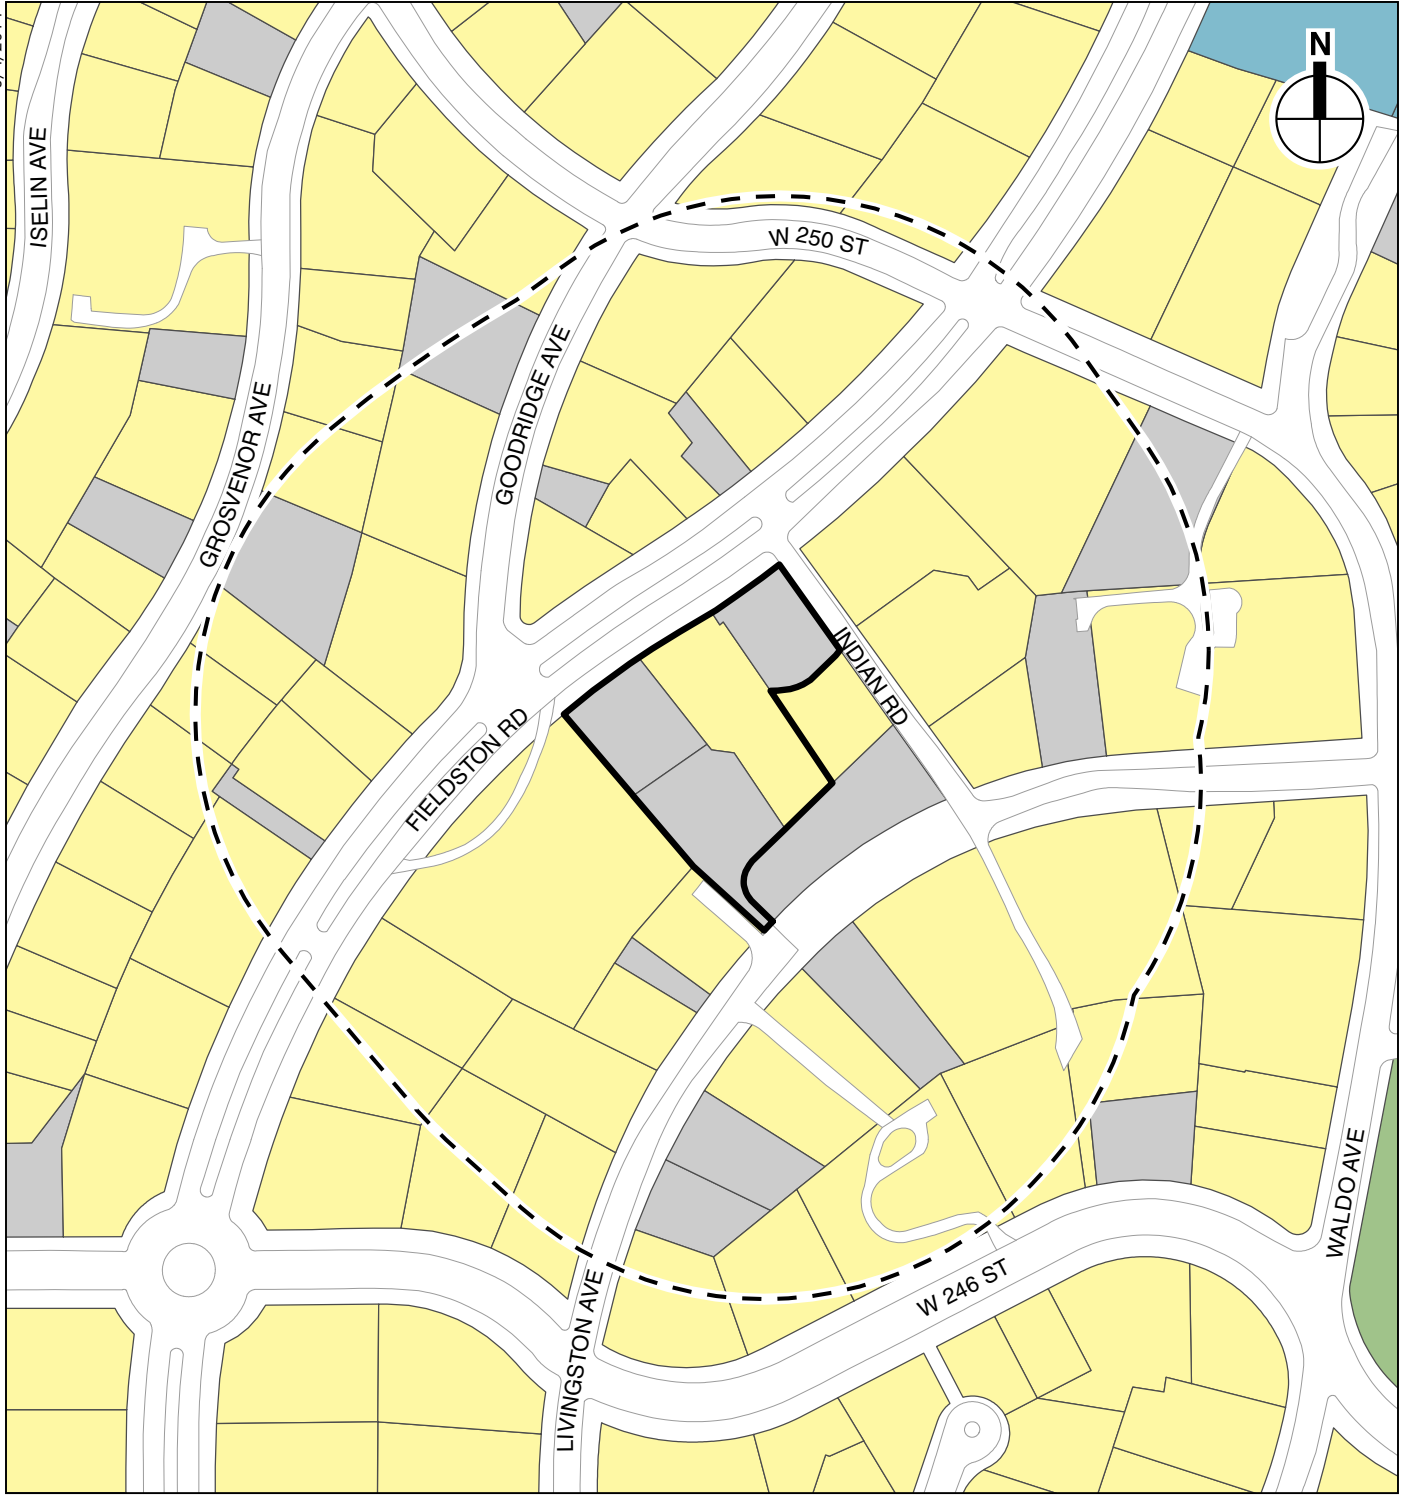 N
ISELIN AVE
W 250 ST
GOODRIDGE AVE
GROSVENOR AVE
INDIAN RD
FIELDSTON RD
WALDO AVE
W 246 ST
LIVINGSTON AVE